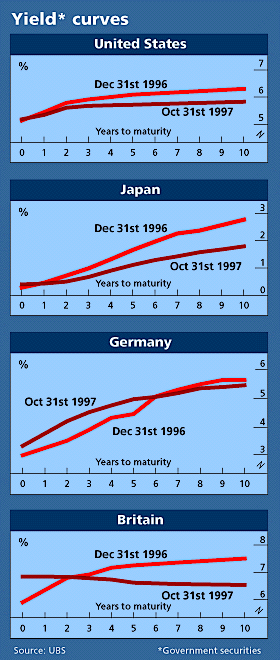 Yield* curves
United States
%
7
Dec 31st 1996
6
Oct 31st 1997
5
Years to maturity
N
0 1 2 3 4 5 6 7 8 9 10
Japan
%
3
Dec 31st 1996
2
Oct 31st 1997
1
Years to maturity
0
0 1 2 3 4 5 6 7 8 9 10
Germany
%
6
5
Oct 31st 1997
4
Dec 31st 1996
3
Years to maturity
N
0 1 2 3 4 5 6 7 8 9 10
Britain
%
8
Dec 31st 1996
7
Oct 31st 1997
6
Years to maturity
N
0 1 2 3 4 5 6 7 8 9 10
Source: UBS
*Government securities